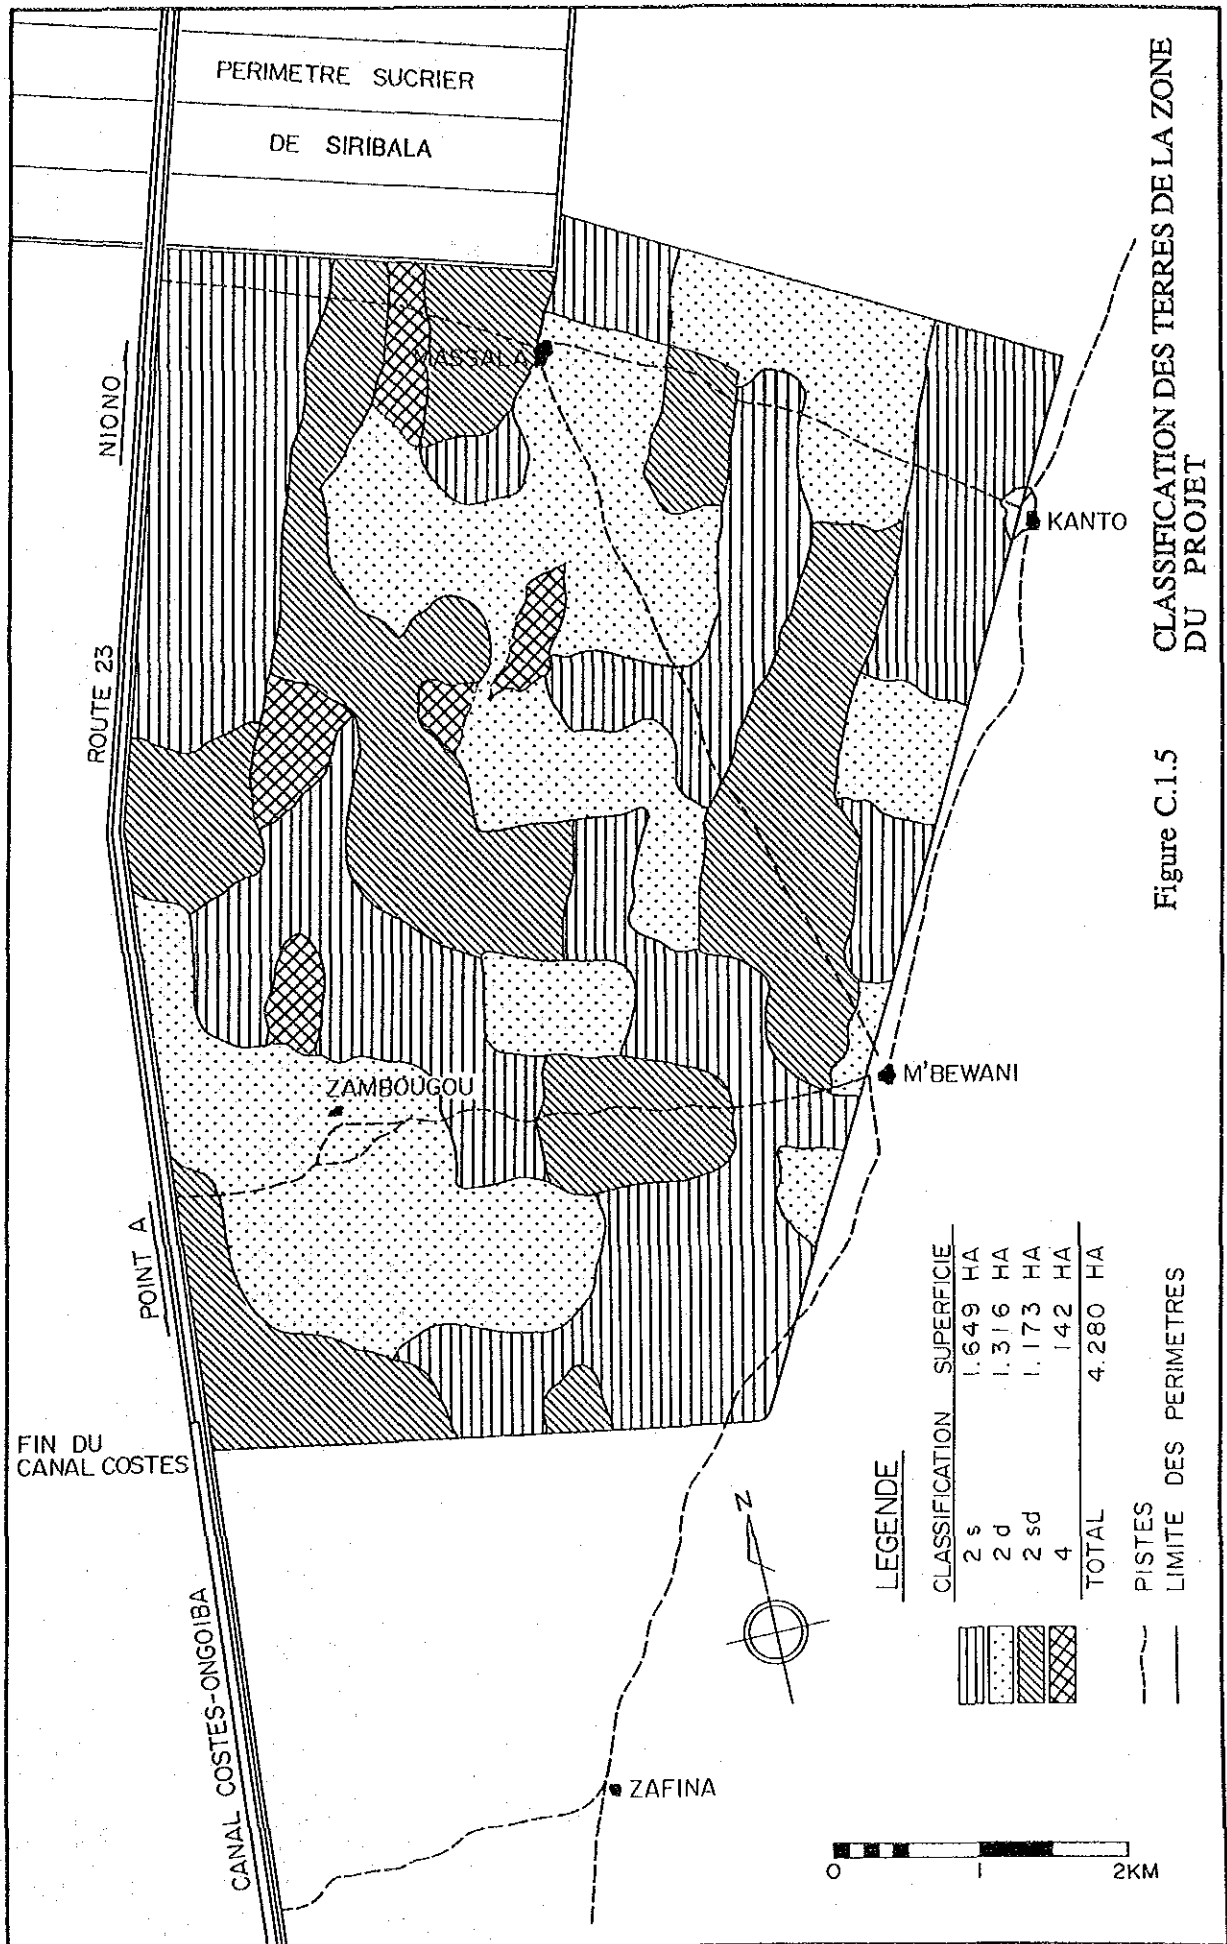 PERIMETRE SUCRIER
DE SIRIBALA
NIONO
MASSALA
ROUTE 23
KANTO
ZAMBOUGOU
M'BEWANI
POINT A
FIN DU
CANAL COSTES
CANAL COSTES-ONGOIBA
ZAFINA
N
LEGENDE
CLASSIFICATION SUPERFICIE
2 s 1.649 HA
2 d 1.316 HA
2 sd 1.173 HA
4 142 HA
TOTAL 4.280 HA
PISTES
LIMITE DES PERIMETRES
0 1 2KM
Figure C.1.5 CLASSIFICATION DES TERRES DE LA ZONE
DU PROJET